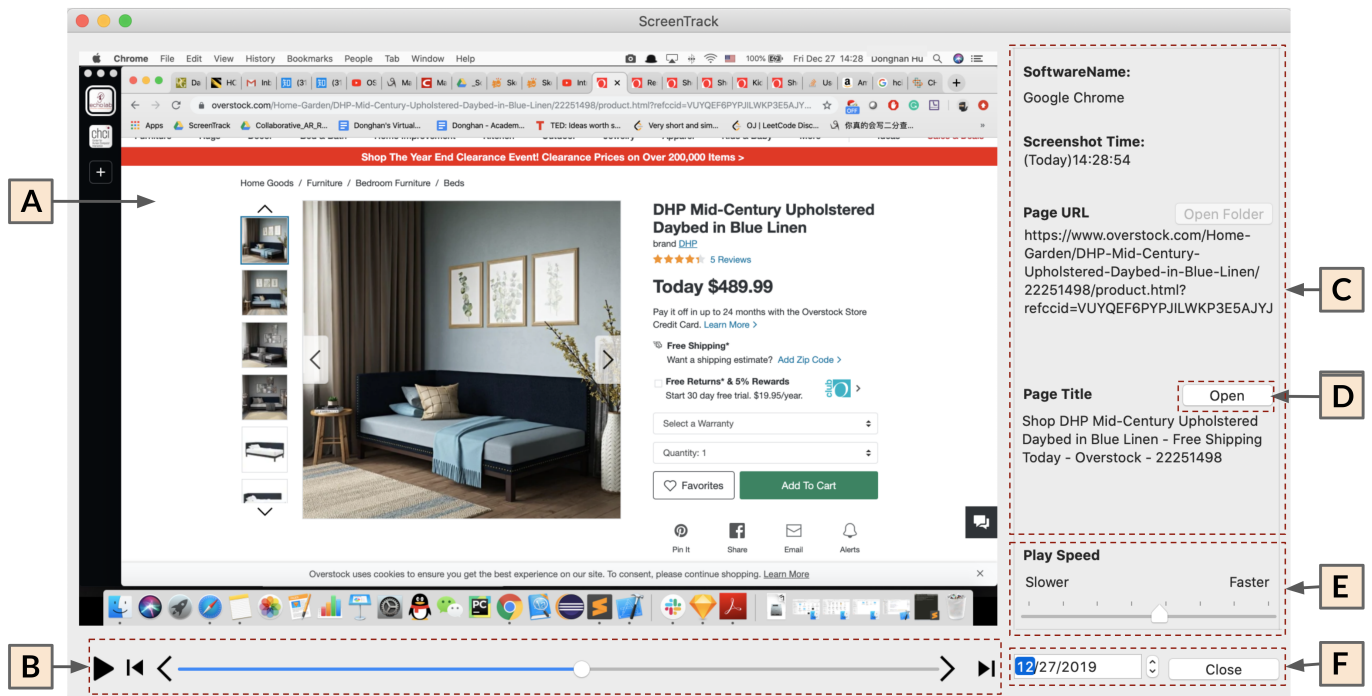 ScreenTrack
Chrome File Edit View History Bookmarks People Tab Window Help 100% Fri Dec 27 14:28 Donghan Hu
overstock.com/Home-Garden/DHP-Mid-Century-Upholstered-Daybed-in-Blue-Linen/22251498/product.html?refccid=VUYQEF6PYPJILWKP3E5AJY...
Apps ScreenTrack Collaborative_AR_R... Donghan's Virtual... Donghan - Academ... TED: Ideas worth s... Very short and sim... OJ | LeetCode Disc... 你真的会写二分查... »
Shop The Year End Clearance Event! Clearance Prices on Over 200,000 Items >
Home Goods / Furniture / Bedroom Furniture / Beds
DHP Mid-Century Upholstered
Daybed in Blue Linen
brand DHP
5 Reviews
Today $489.99
Pay it off in up to 24 months with the Overstock Store
Credit Card. Learn More >
Free Shipping*
Want a shipping estimate? Add Zip Code >
Free Returns* & 5% Rewards
Start 30 day free trial. $19.95/year.
club O
Select a Warranty
Quantity: 1
Favorites
Add To Cart
Pin It Share Email Alerts
Overstock uses cookies to ensure you get the best experience on our site. To consent, please continue shopping. Learn More
SoftwareName:
Google Chrome
Screenshot Time:
(Today)14:28:54
Page URL Open Folder
https://www.overstock.com/Home-
Garden/DHP-Mid-Century-
Upholstered-Daybed-in-Blue-Linen/
22251498/product.html?
refccid=VUYQEF6PYPJILWKP3E5AJYJ
Page Title Open
Shop DHP Mid-Century Upholstered
Daybed in Blue Linen - Free Shipping
Today - Overstock - 22251498
Play Speed
Slower Faster
12/27/2019 Close
A
B
C
D
E
F